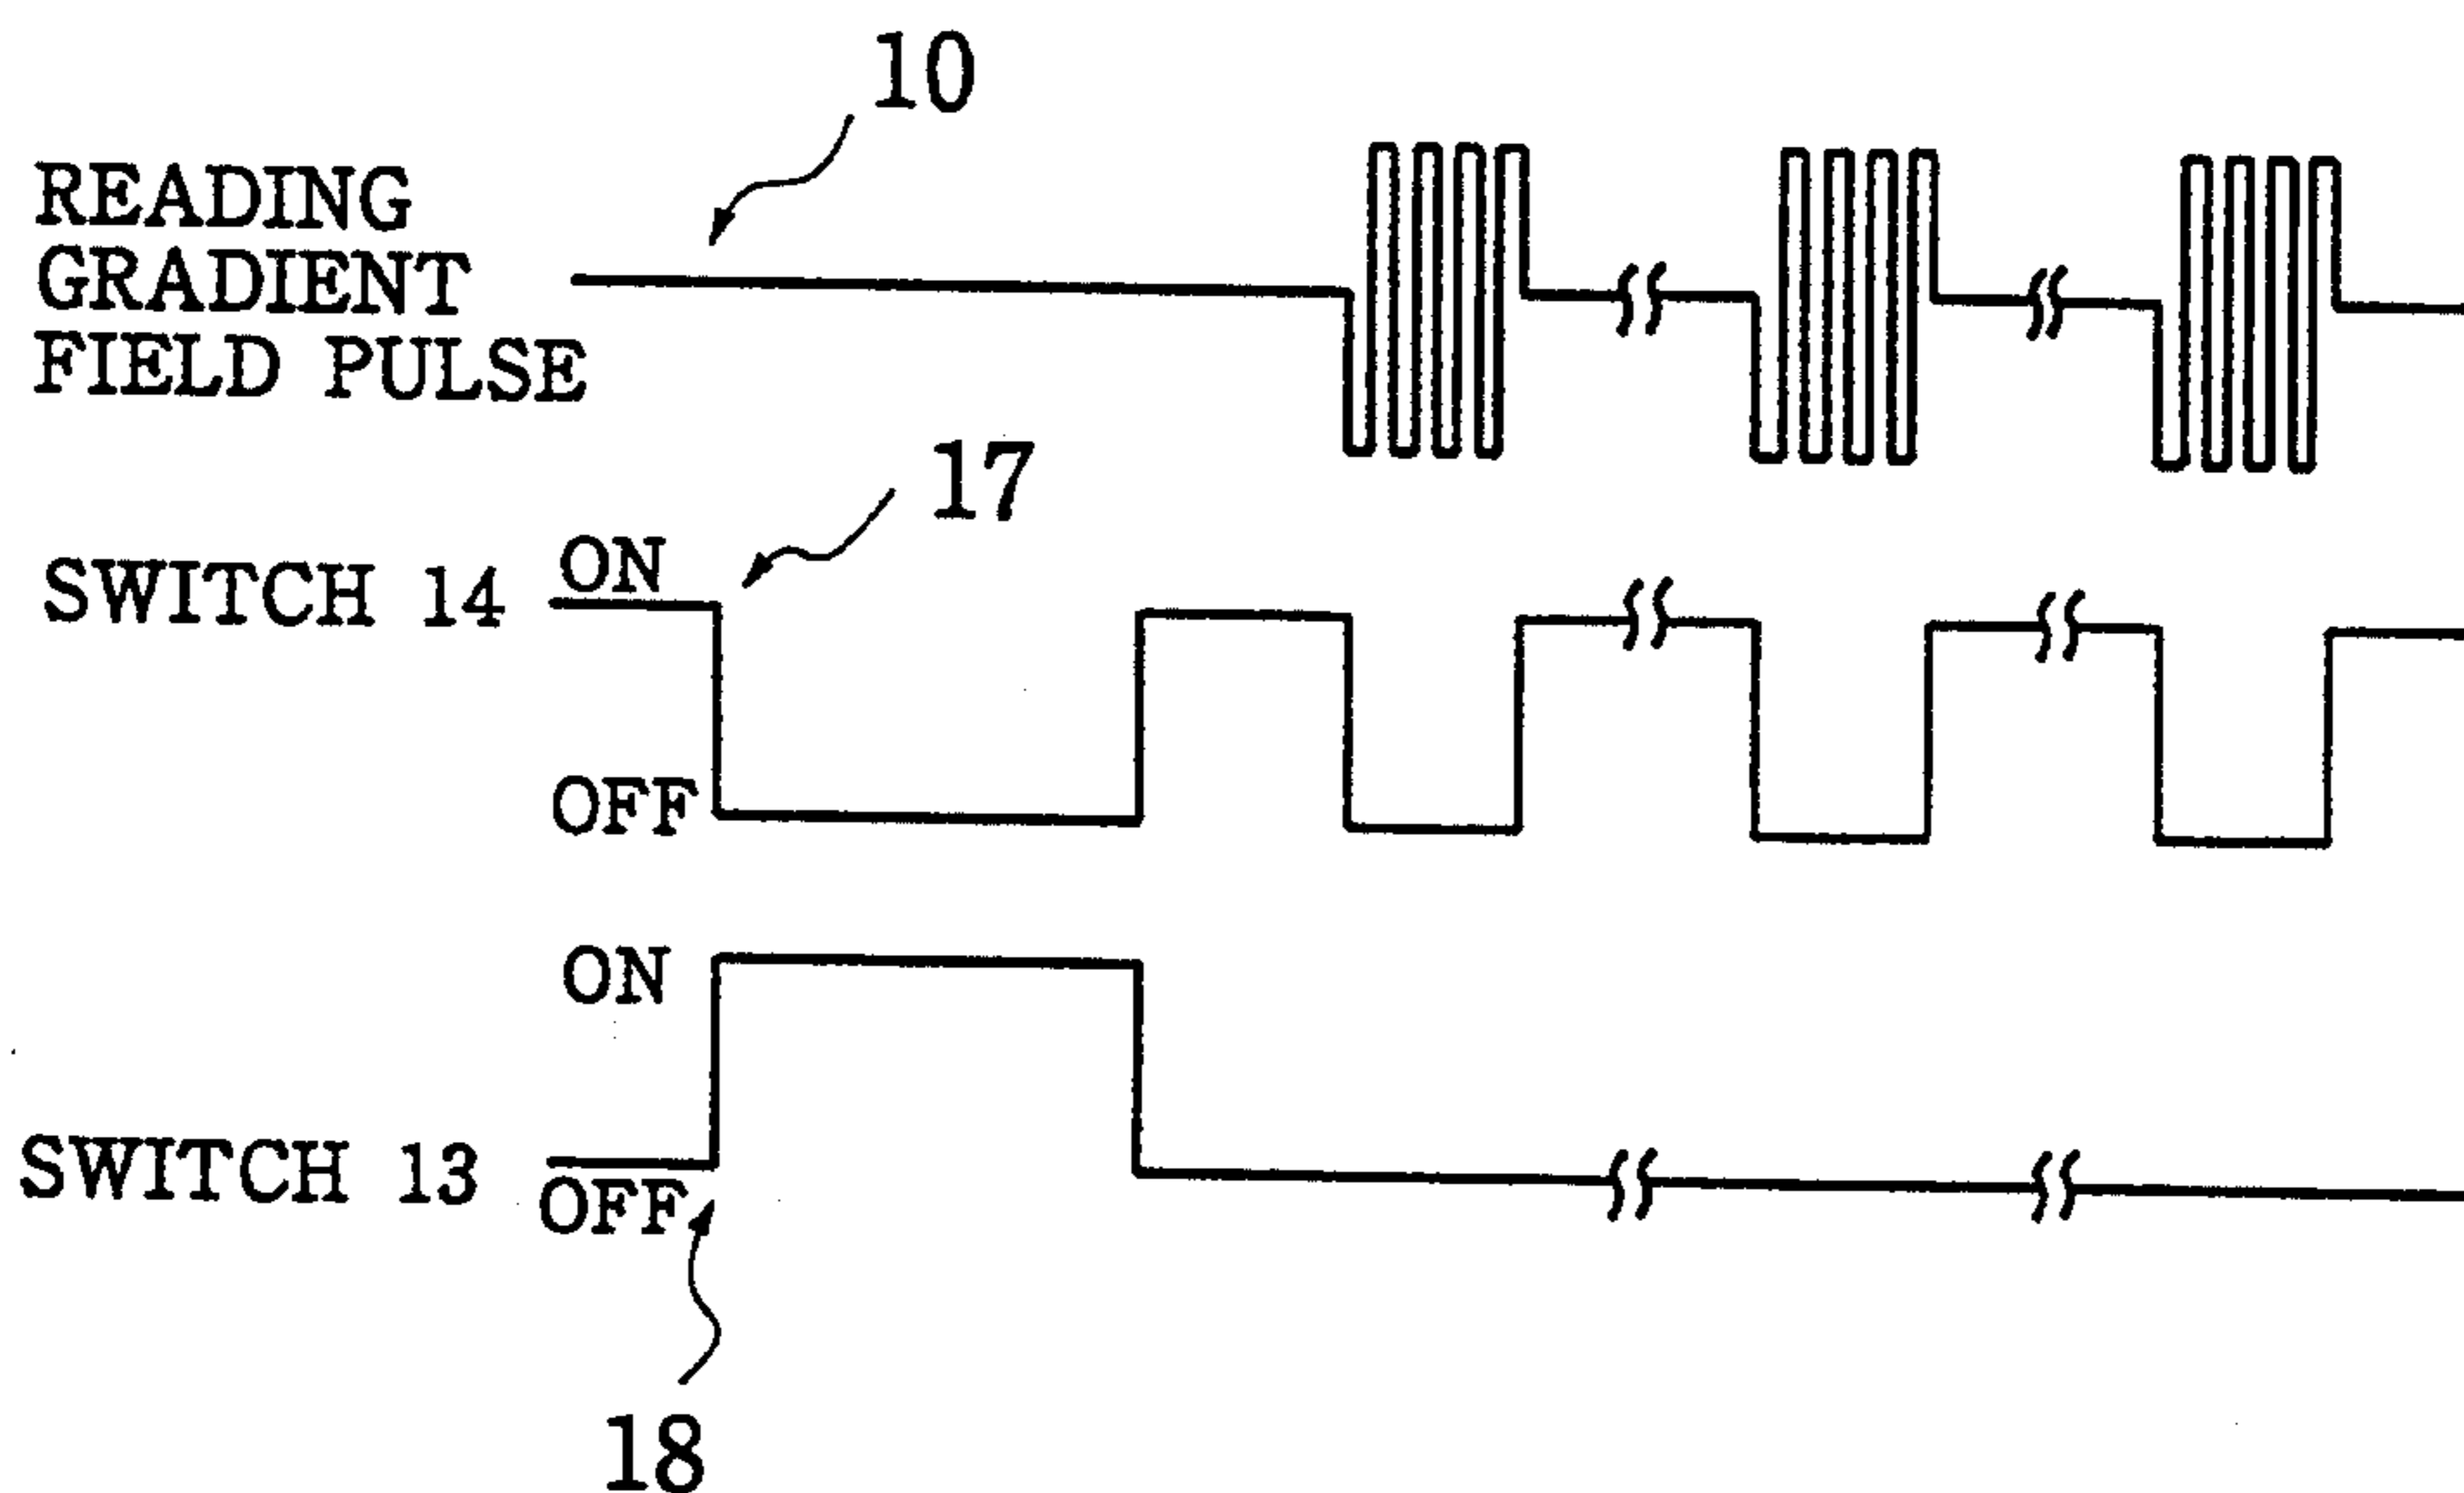 10
READING
GRADIENT
FIELD PULSE
17
SWITCH 14
ON
OFF
ON
SWITCH 13
OFF
18